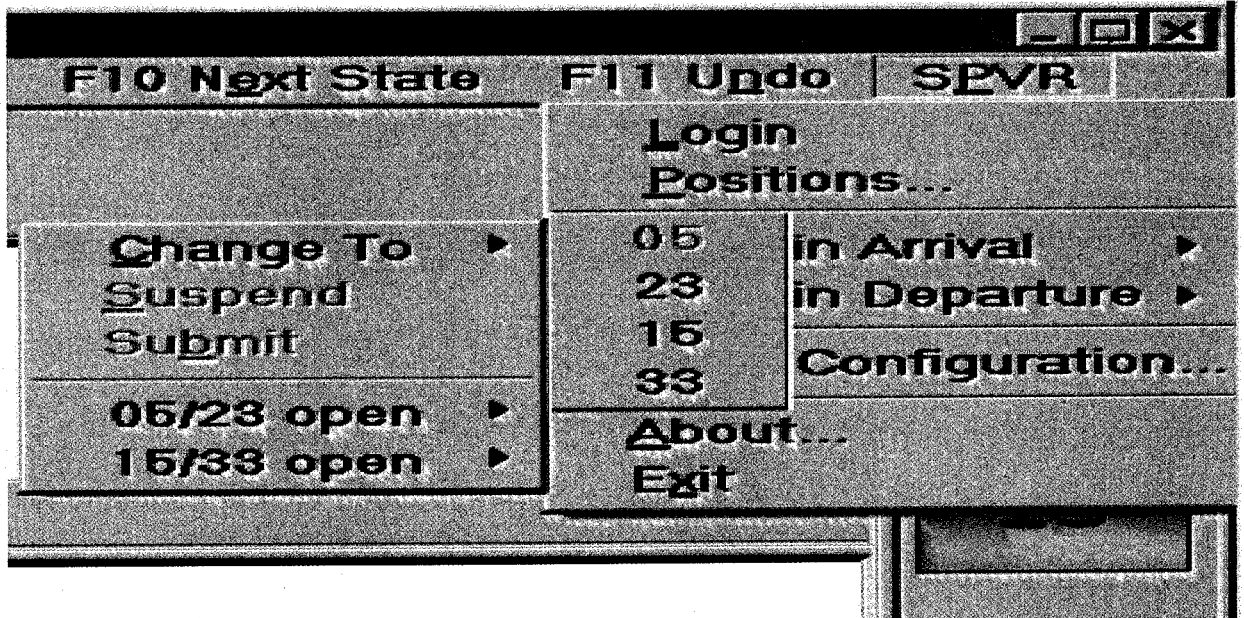 F10 Next State F11 Undo SPVR
Login
Positions...
Change To
Suspend
Submit
05/23 open
15/33 open
05
23
15
33
in Arrival
in Departure
Configuration...
About...
Exit